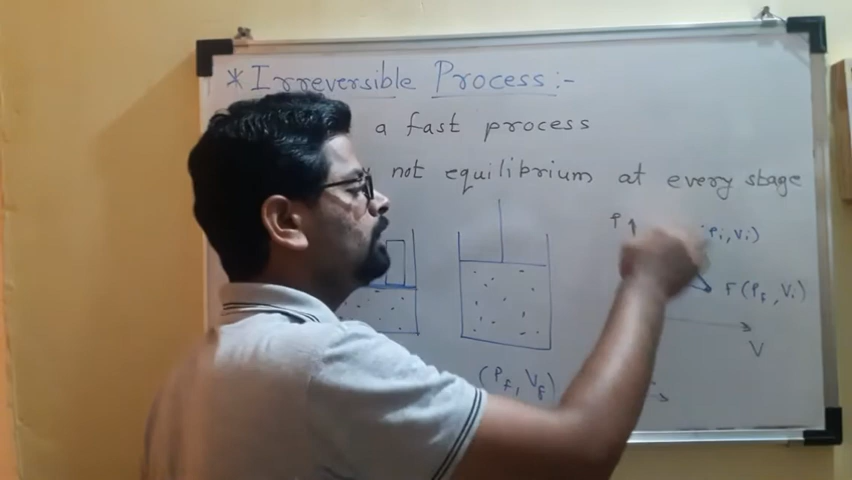 * Irreversible Process :-
a fast process
not equilibrium at every stage
P
(Pi, Vi)
F (Pf, Vi)
V
(Pf, Vf)